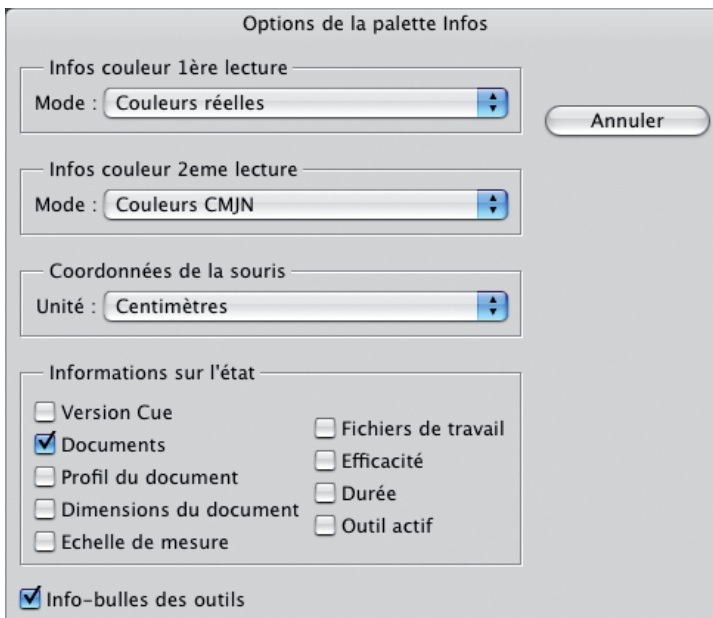 Options de la palette Infos
Infos couleur 1ère lecture
Mode : Couleurs réelles
Annuler
Infos couleur 2eme lecture
Mode : Couleurs CMJN
Coordonnées de la souris
Unité : Centimètres
Informations sur l'état
Version Cue
Documents
Profil du document
Dimensions du document
Echelle de mesure
Fichiers de travail
Efficacité
Durée
Outil actif
Info-bulles des outils